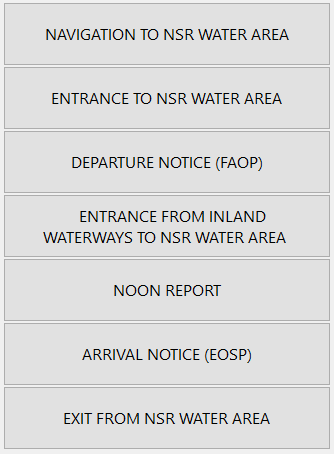 NAVIGATION TO NSR WATER AREA
ENTRANCE TO NSR WATER AREA
DEPARTURE NOTICE (FAOP)
ENTRANCE FROM INLAND
WATERWAYS TO NSR WATER AREA
NOON REPORT
ARRIVAL NOTICE (EOSP)
EXIT FROM NSR WATER AREA